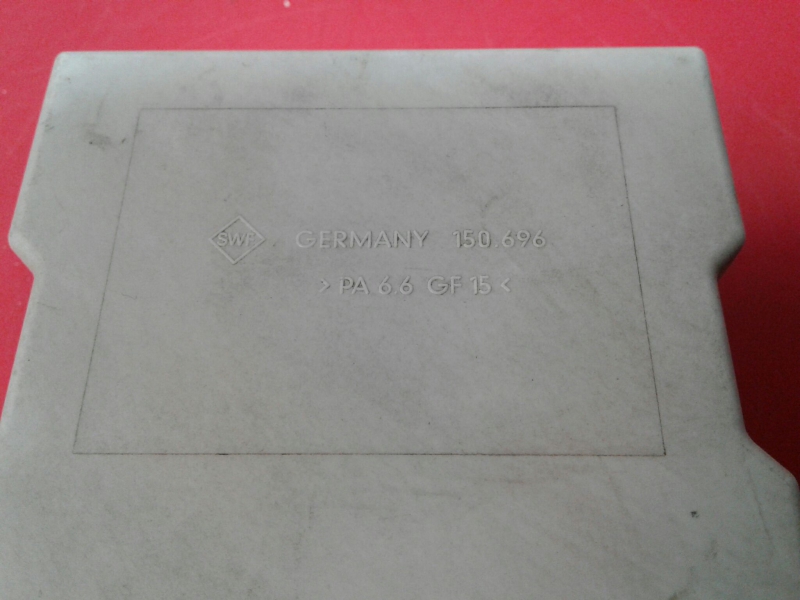 SWF GERMANY 150.696
> PA 6.6 GF 15 <